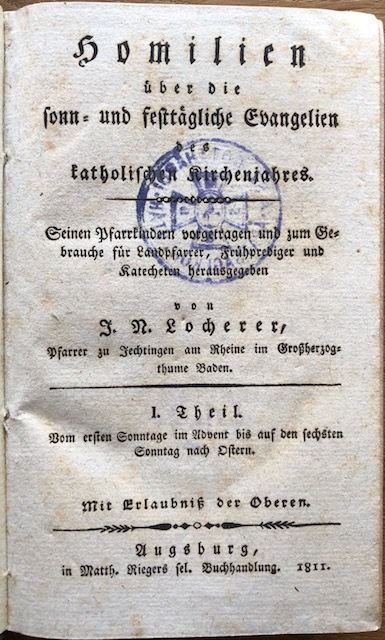 Homilien
über die
sonn- und festtägliche Evangelien
des
katholischen Kirchenjahres.
Seinen Pfarrkindern vorgetragen und zum Ge-
brauche für Landpfarrer, Frühprediger und
Katecheten herausgegeben
von
J. N. Locherer,
Pfarrer zu Jechtingen am Rheine im Großherzog-
thume Baden.
I. Theil.
Vom ersten Sonntage im Advent bis auf den sechsten
Sonntag nach Ostern.
Mit Erlaubniß der Oberen.
Augsburg,
in Matth. Riegers sel. Buchhandlung. 1811.